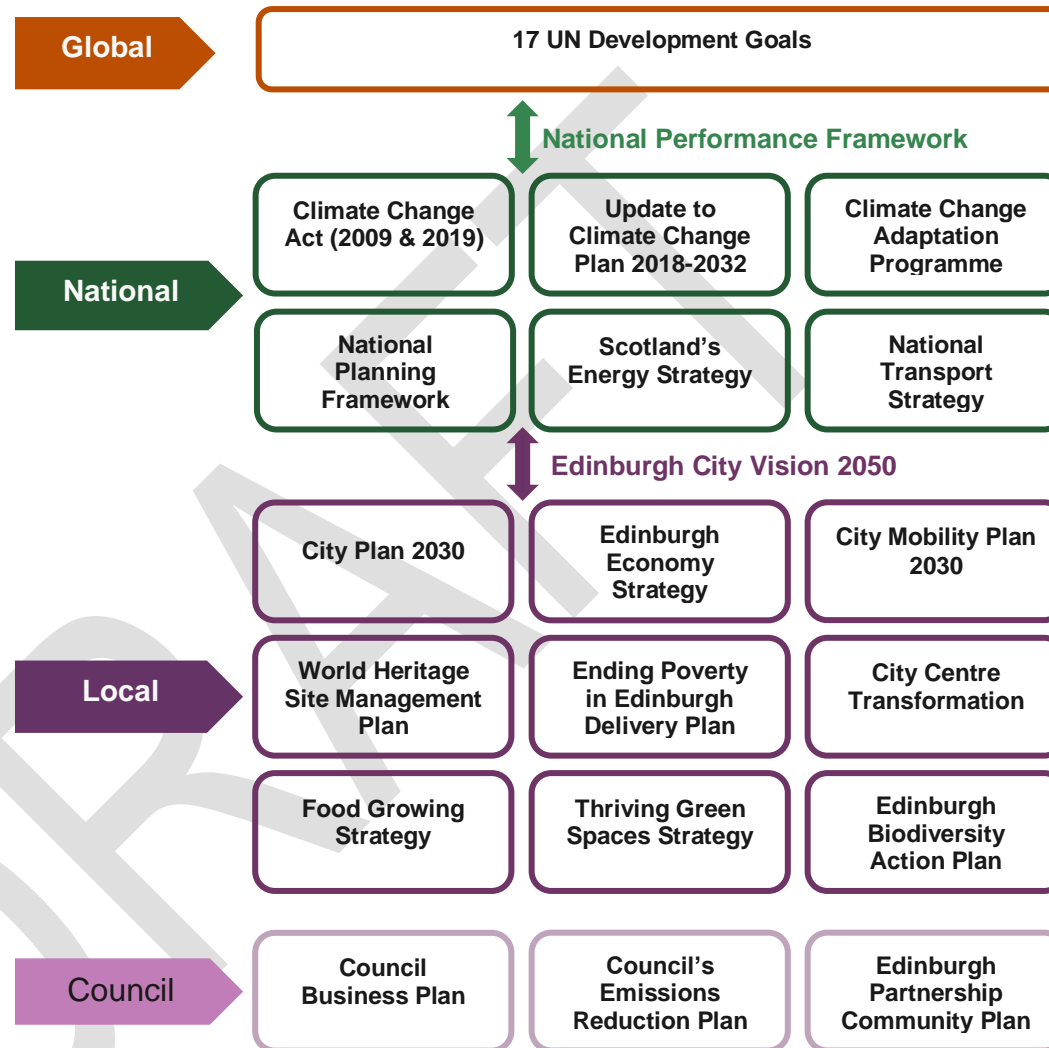 Global
17 UN Development Goals
National Performance Framework
National
Climate Change
Act (2009 & 2019)
Update to
Climate Change
Plan 2018-2032
Climate Change
Adaptation
Programme
National
Planning
Framework
Scotland's
Energy Strategy
National
Transport
Strategy
Edinburgh City Vision 2050
Local
City Plan 2030
Edinburgh
Economy
Strategy
City Mobility Plan
2030
World Heritage
Site Management
Plan
Ending Poverty
in Edinburgh
Delivery Plan
City Centre
Transformation
Food Growing
Strategy
Thriving Green
Spaces Strategy
Edinburgh
Biodiversity
Action Plan
Council
Council
Business Plan
Council's
Emissions
Reduction Plan
Edinburgh
Partnership
Community Plan
DRAFT